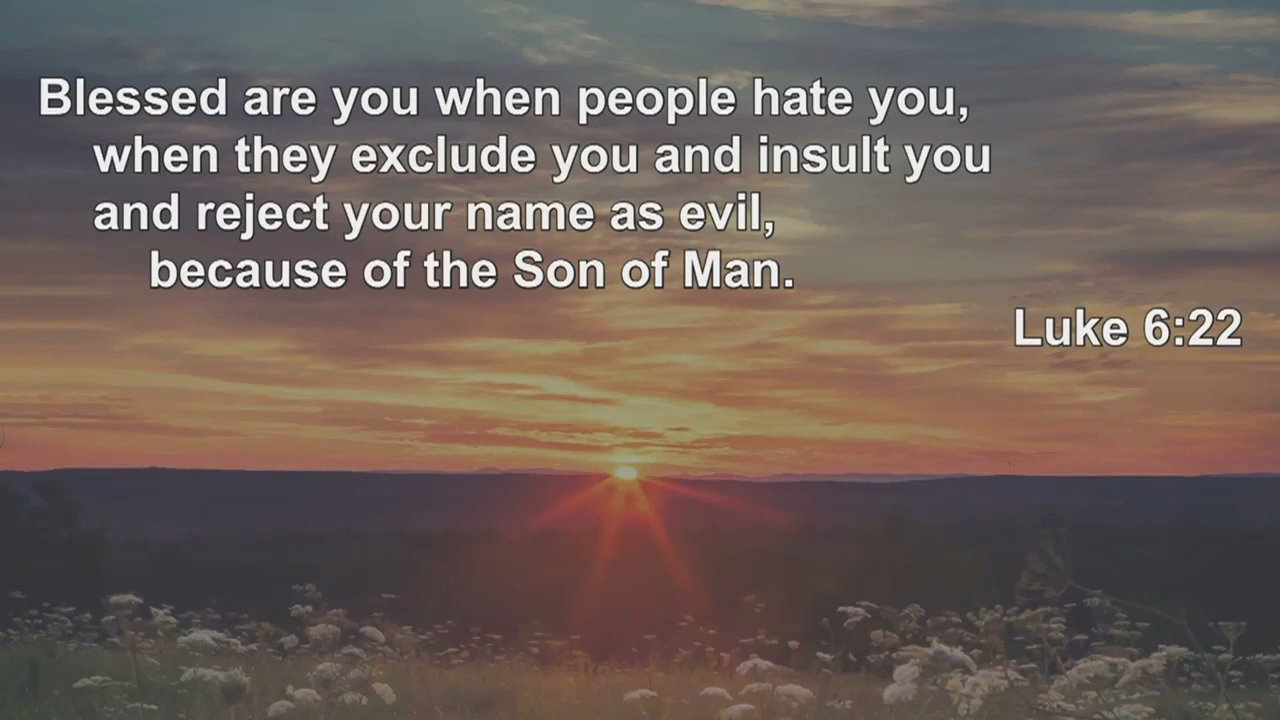 Blessed are you when people hate you,
when they exclude you and insult you
and reject your name as evil,
because of the Son of Man.
Luke 6:22